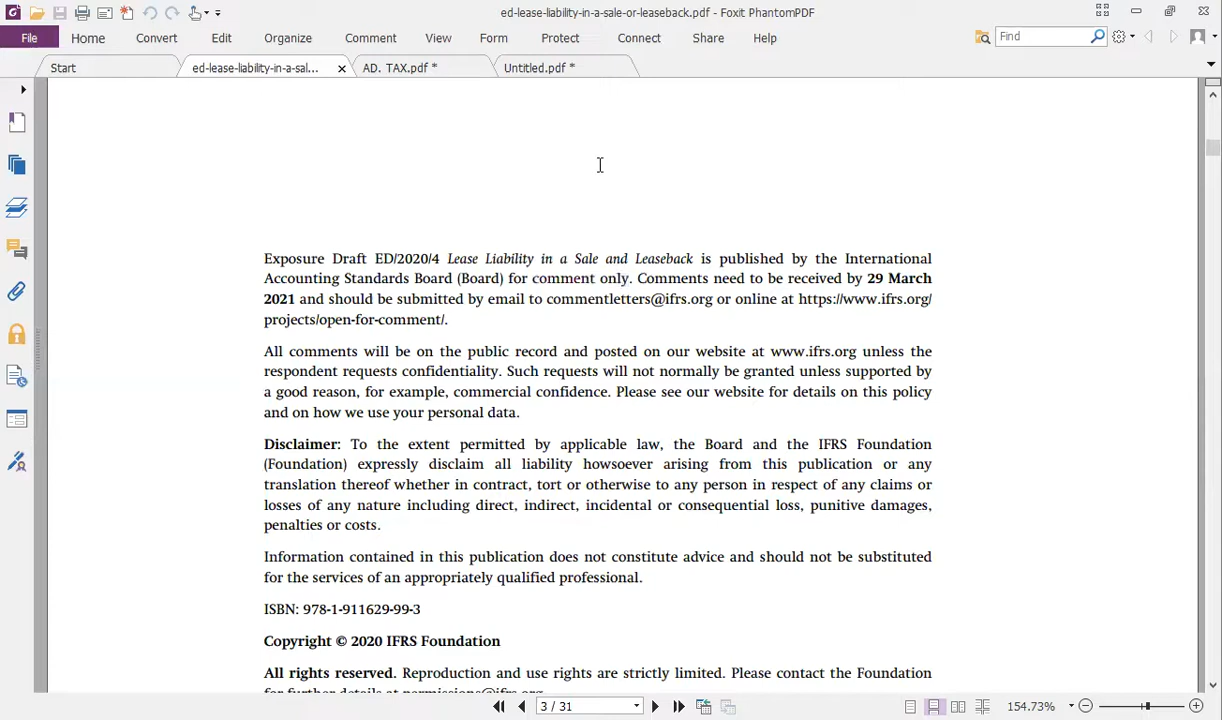 ed-lease-liability-in-a-sale-or-leaseback.pdf - Foxit PhantomPDF
File Home Convert Edit Organize Comment View Form Protect Connect Share Help Find
Start ed-lease-liability-in-a-sal... AD. TAX.pdf * Untitled.pdf *
Exposure Draft ED/2020/4 Lease Liability in a Sale and Leaseback is published by the International
Accounting Standards Board (Board) for comment only. Comments need to be received by 29 March
2021 and should be submitted by email to commentletters@ifrs.org or online at https://www.ifrs.org/
projects/open-for-comment/.
All comments will be on the public record and posted on our website at www.ifrs.org unless the
respondent requests confidentiality. Such requests will not normally be granted unless supported by
a good reason, for example, commercial confidence. Please see our website for details on this policy
and on how we use your personal data.
Disclaimer: To the extent permitted by applicable law, the Board and the IFRS Foundation
(Foundation) expressly disclaim all liability howsoever arising from this publication or any
translation thereof whether in contract, tort or otherwise to any person in respect of any claims or
losses of any nature including direct, indirect, incidental or consequential loss, punitive damages,
penalties or costs.
Information contained in this publication does not constitute advice and should not be substituted
for the services of an appropriately qualified professional.
ISBN: 978-1-911629-99-3
Copyright © 2020 IFRS Foundation
All rights reserved. Reproduction and use rights are strictly limited. Please contact the Foundation
for further details at permissions@ifrs.org
3 / 31 154.73%